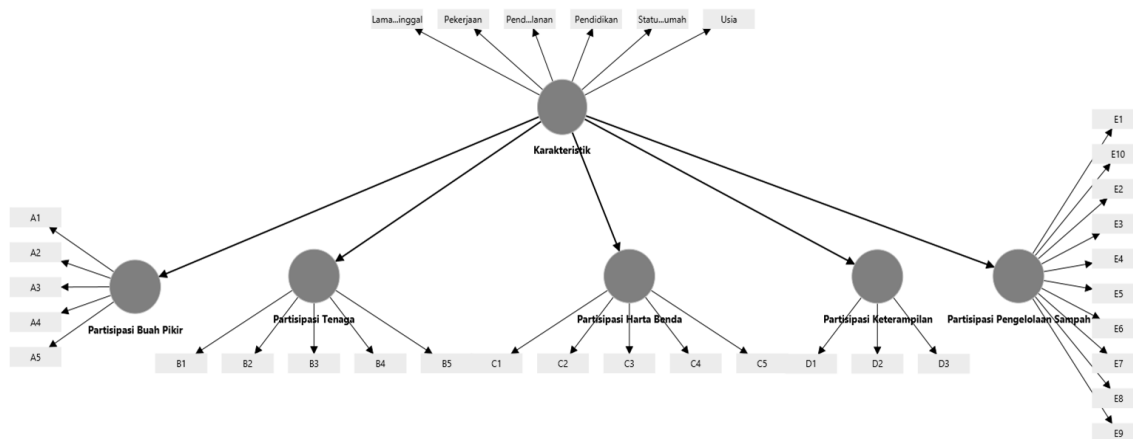 Lama...inggal
Pekerjaan
Pend...lanan
Pendidikan
Statu...umah
Usia
Karakteristik
A1
A2
A3
A4
A5
Partisipasi Buah Pikir
Partisipasi Tenaga
B1
B2
B3
B4
B5
Partisipasi Harta Benda
C1
C2
C3
C4
C5
Partisipasi Keterampilan
D1
D2
D3
Partisipasi Pengelolaan Sampah
E1
E10
E2
E3
E4
E5
E6
E7
E8
E9